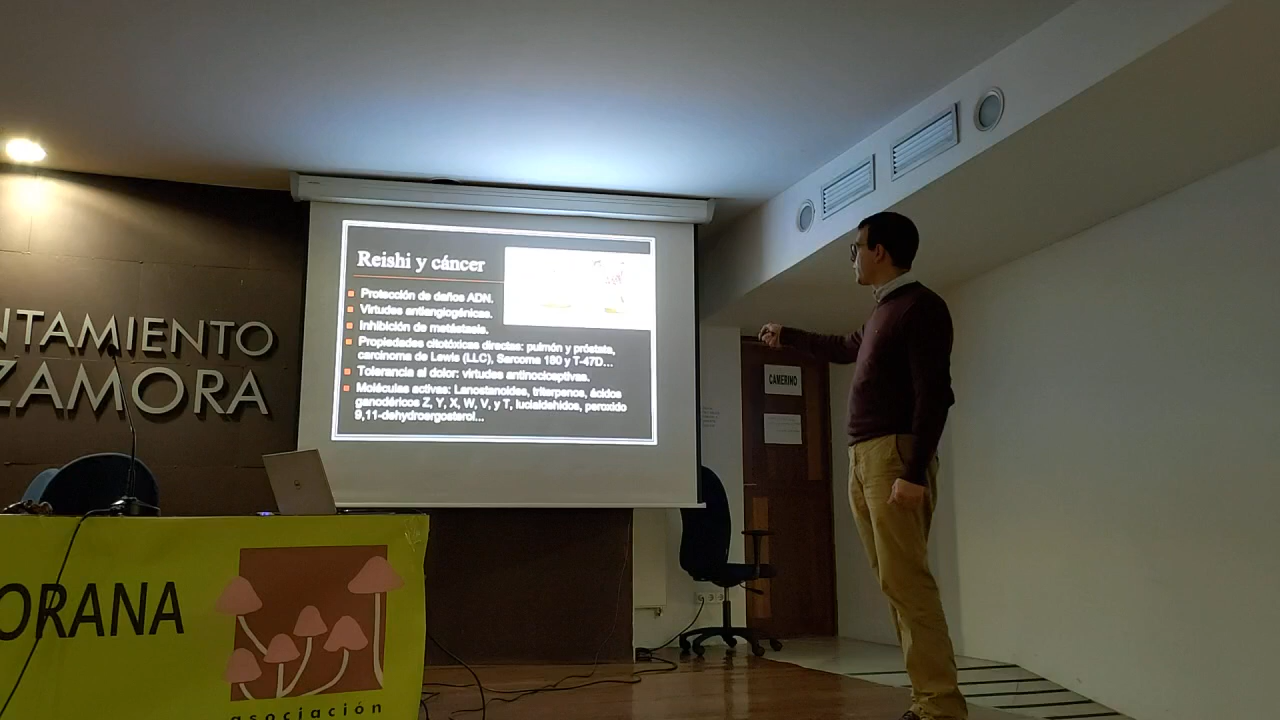 NTAMIENTO
ZAMORA
Reishi y cáncer
Protección de daños ADN.
Virtudes antiangiogénicas.
Inhibición de metástasis.
Propiedades citotóxicas directas: pulmón y próstata,
carcinoma de Lewis (LLC), Sarcoma 180 y T-47D...
Tolerancia al dolor: virtudes antinociceptivas.
Moléculas activas: Lanostanoides, triterpenos, ácidos
ganodéricos Z, Y, X, W, V, y T, lucialdehídos, peroxido
9,11-dehydroergosterol...
CAMERINO
ORANA
asociación